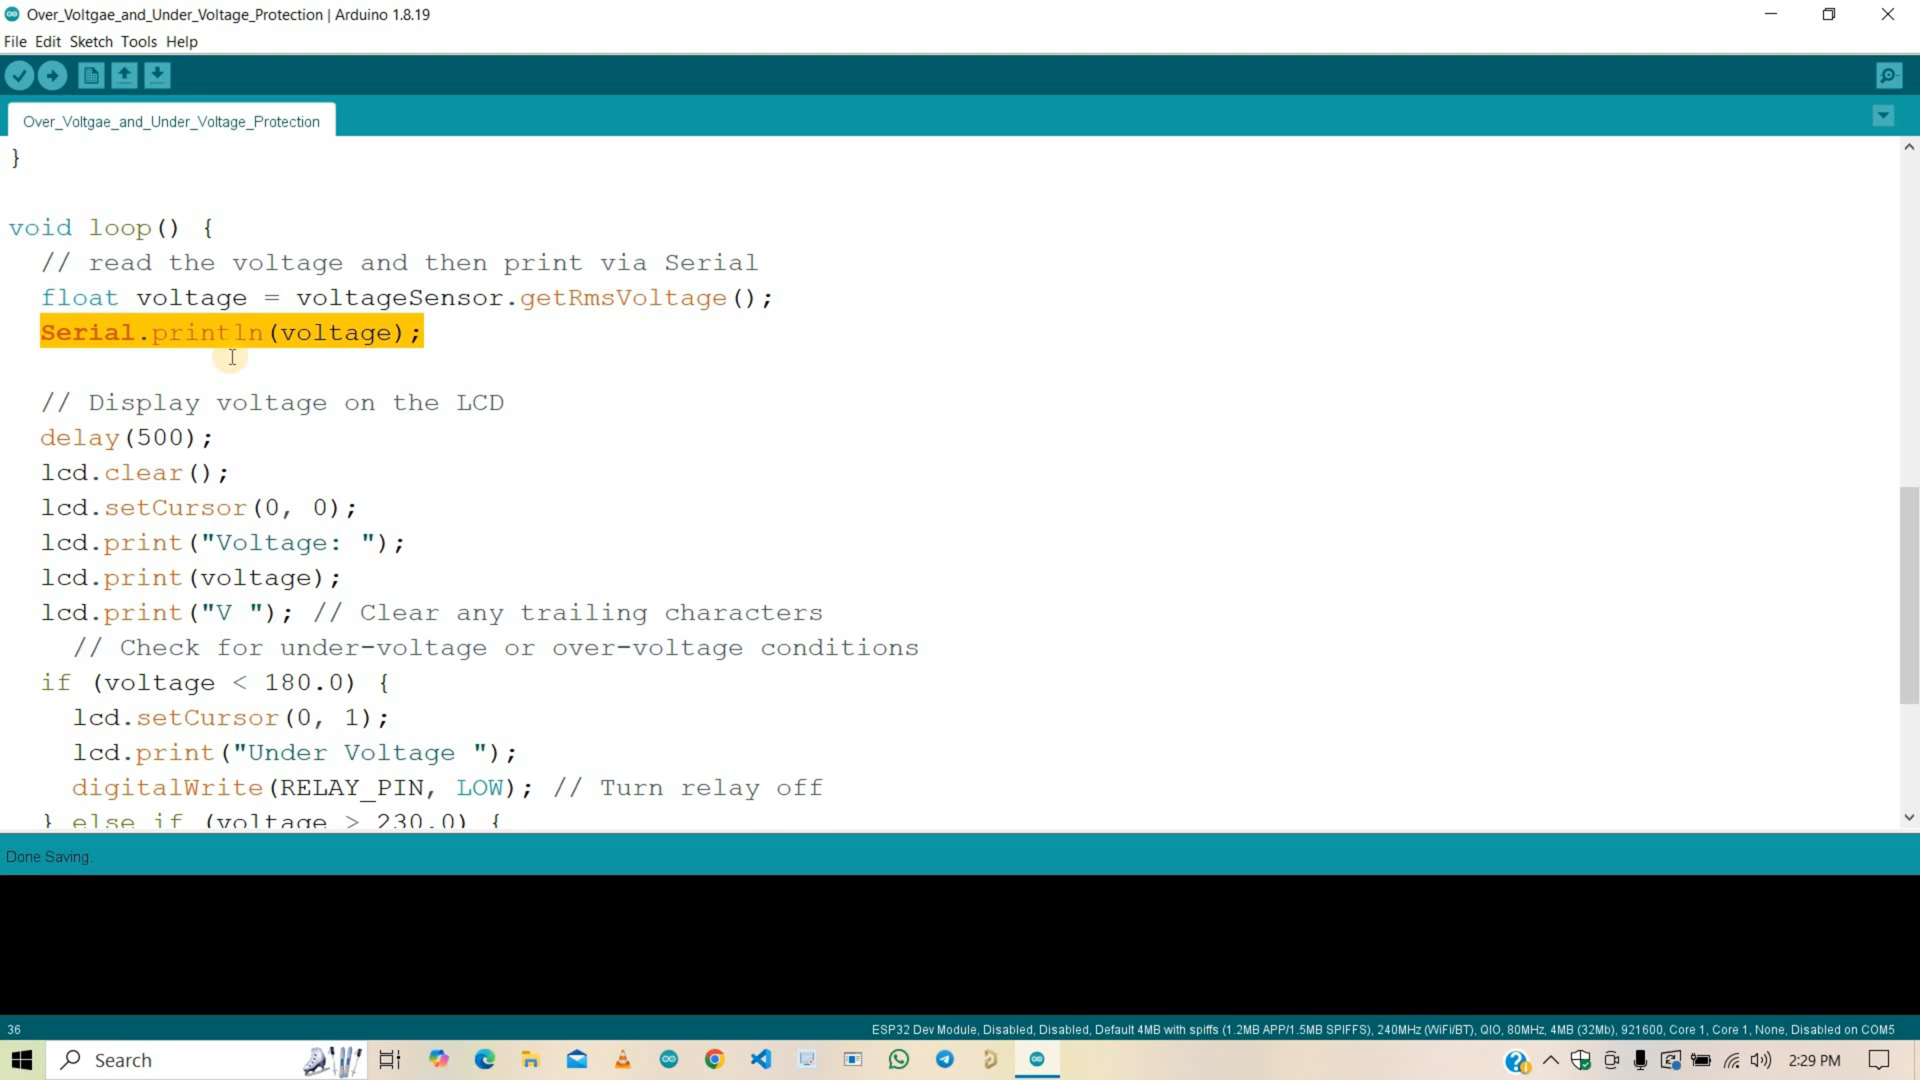 Over_Voltgae_and_Under_Voltage_Protection | Arduino 1.8.19
File Edit Sketch Tools Help
Over_Voltgae_and_Under_Voltage_Protection
}
void loop() {
// read the voltage and then print via Serial
float voltage = voltageSensor.getRmsVoltage();
Serial.println(voltage);
// Display voltage on the LCD
delay(500);
lcd.clear();
lcd.setCursor(0, 0);
lcd.print("Voltage: ");
lcd.print(voltage);
lcd.print("V "); // Clear any trailing characters
// Check for under-voltage or over-voltage conditions
if (voltage < 180.0) {
lcd.setCursor(0, 1);
lcd.print("Under Voltage ");
digitalWrite(RELAY_PIN, LOW); // Turn relay off
} else if (voltage > 230.0) {
Done Saving.
36
ESP32 Dev Module, Disabled, Disabled, Default 4MB with spiffs (1.2MB APP/1.5MB SPIFFS), 240MHz (WiFi/BT), QIO, 80MHz, 4MB (32Mb), 921600, Core 1, Core 1, None, Disabled on COM5
Search
2:29 PM